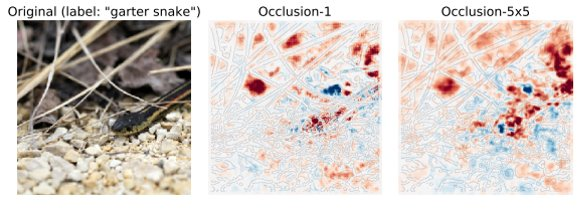 Original (label: "garter snake")
Occlusion-1
Occlusion-5x5